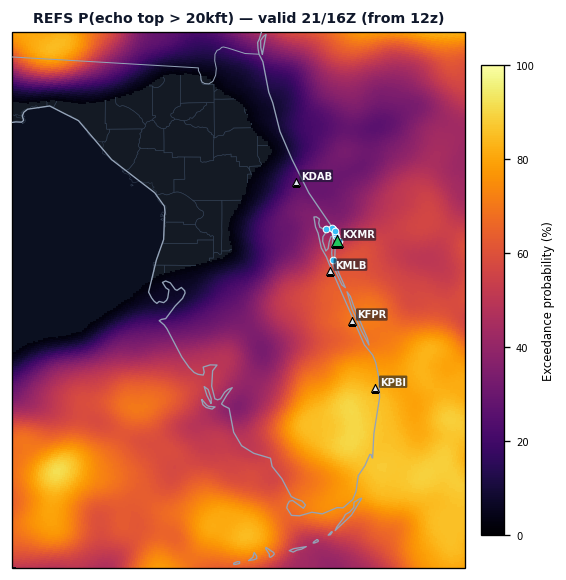 REFS P(echo top > 20kft) — valid 21/16Z (from 12z)
KDAB
KXMR
KMLB
KFPR
KPBI
100
80
60
40
20
0
Exceedance probability (%)